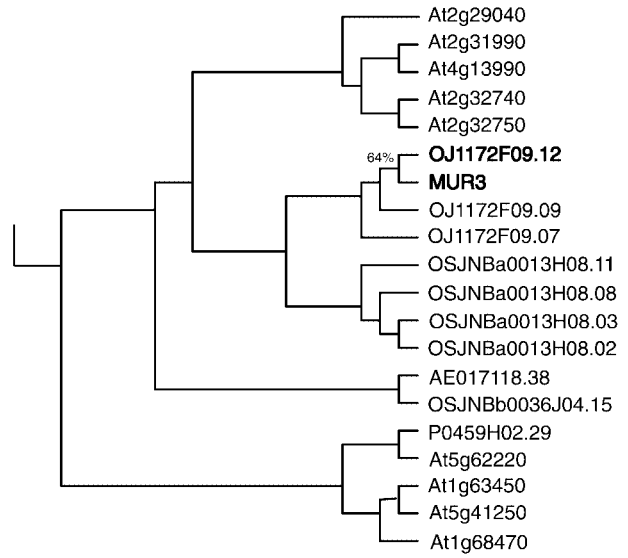 At2g29040
At2g31990
At4g13990
At2g32740
At2g32750
64%
OJ1172F09.12
MUR3
OJ1172F09.09
OJ1172F09.07
OSJNBa0013H08.11
OSJNBa0013H08.08
OSJNBa0013H08.03
OSJNBa0013H08.02
AE017118.38
OSJNBb0036J04.15
P0459H02.29
At5g62220
At1g63450
At5g41250
At1g68470